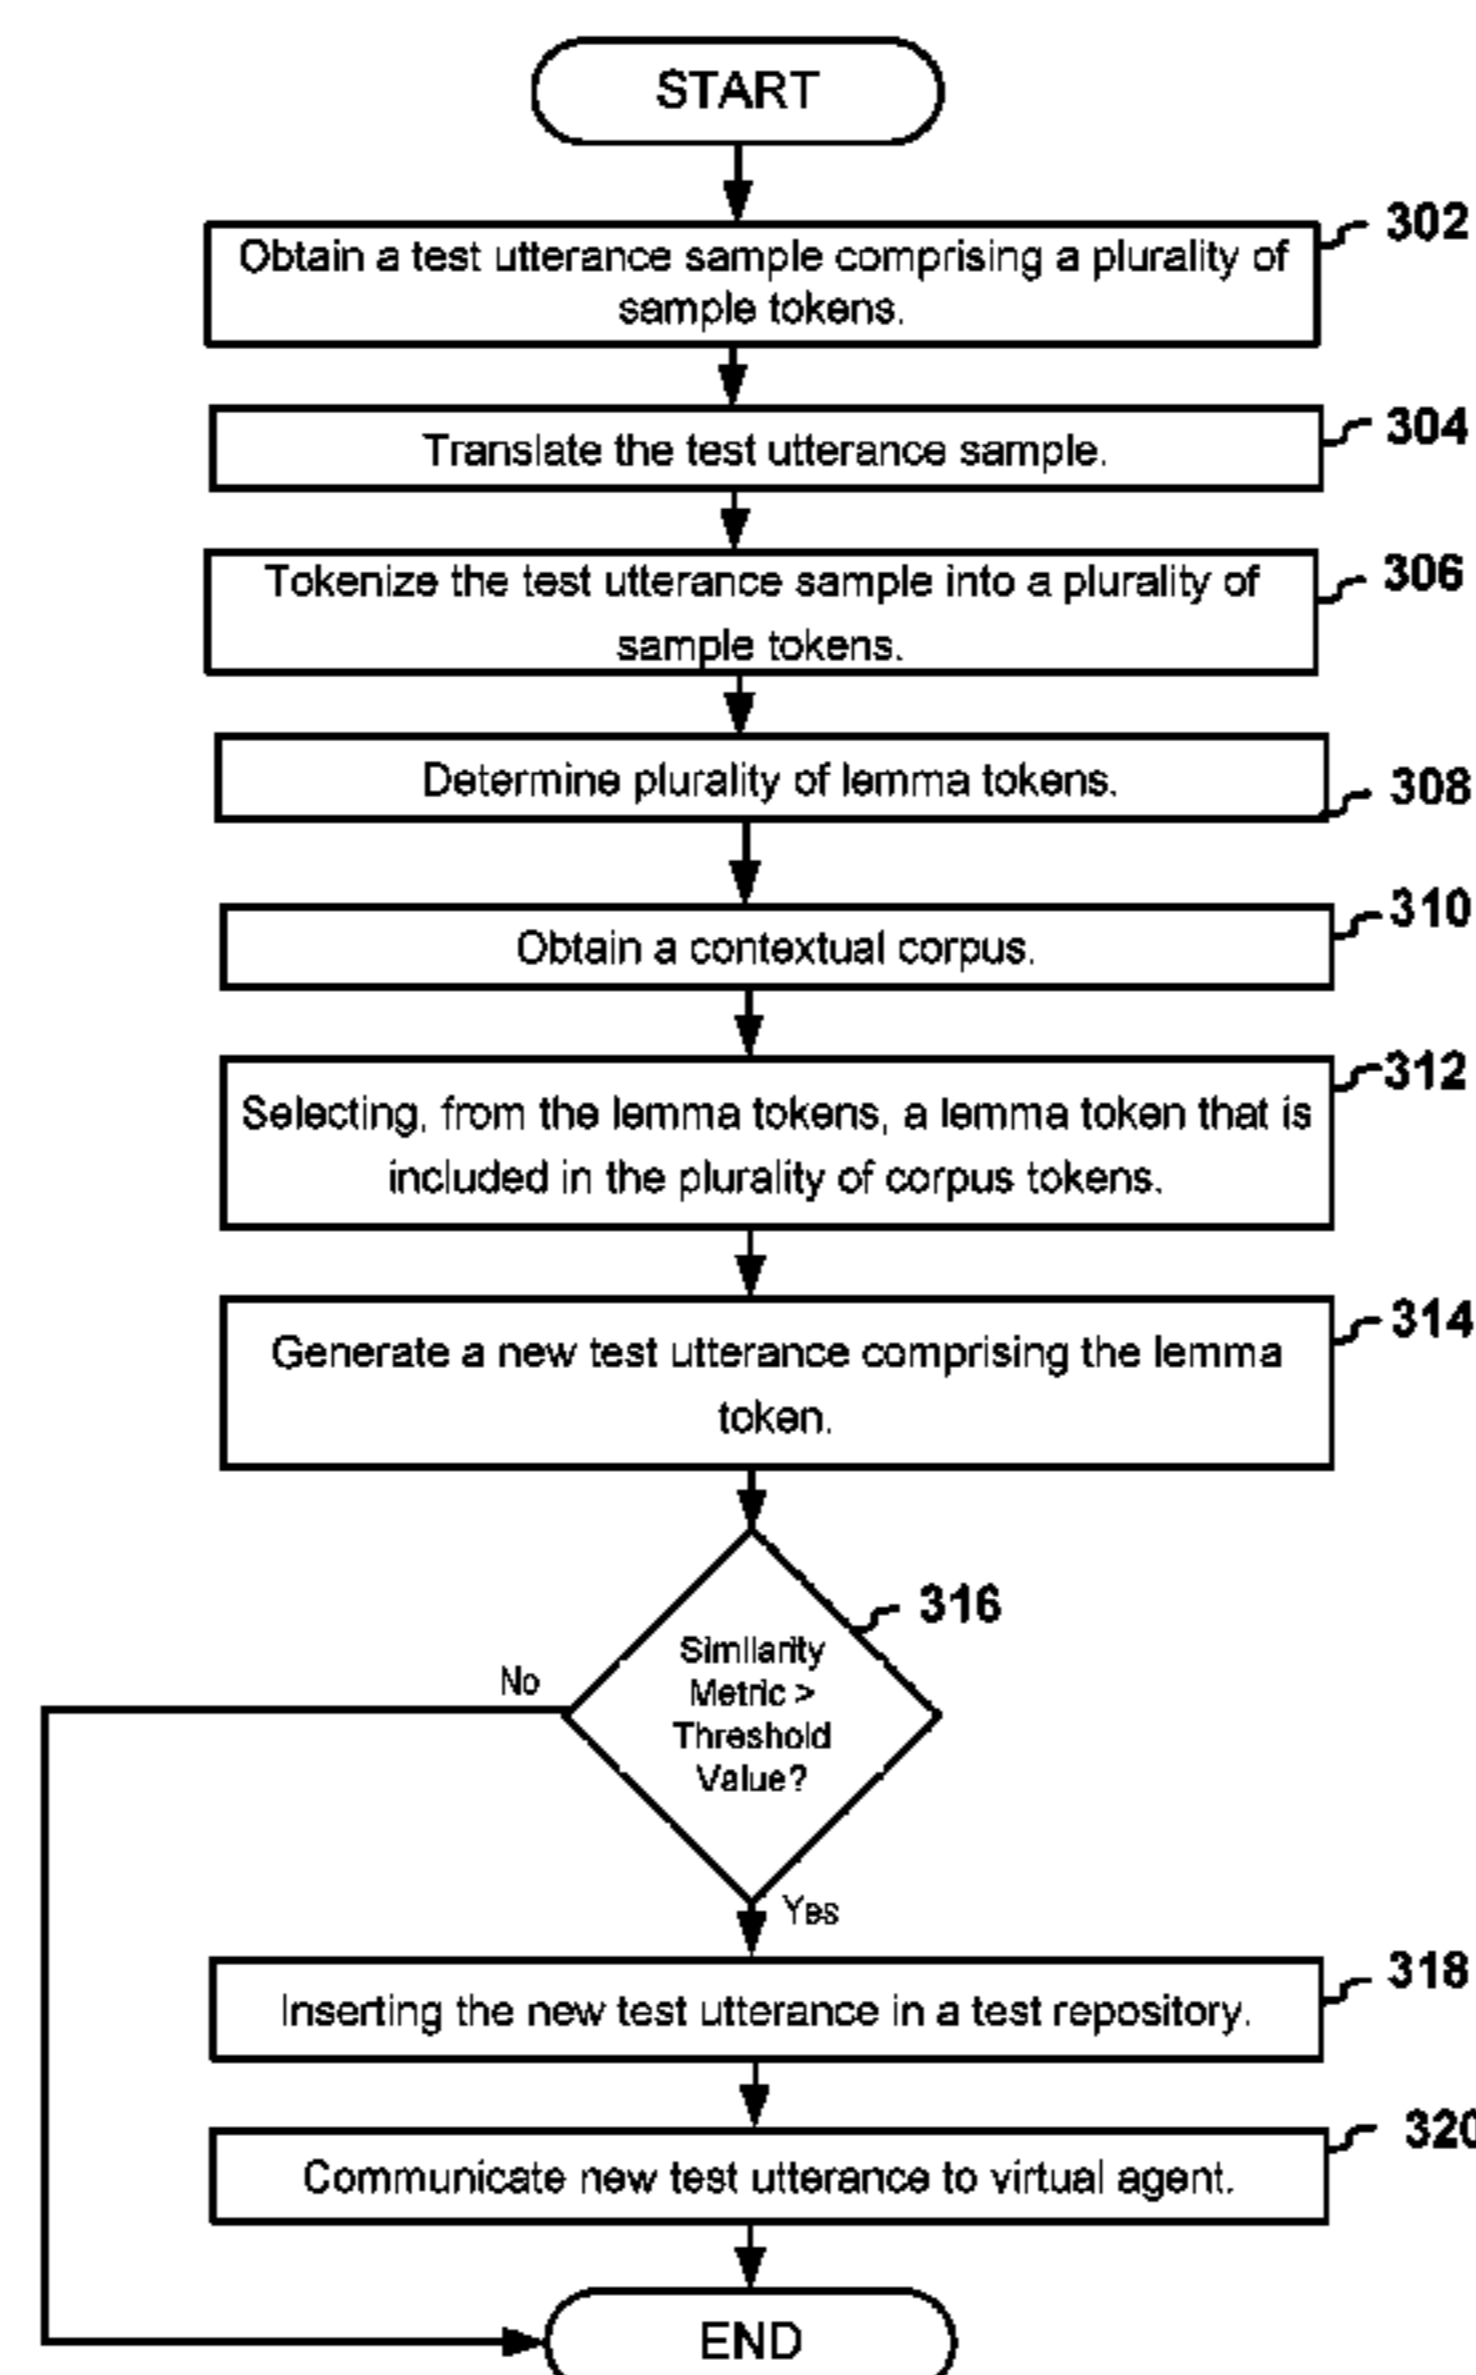 START
302
Obtain a test utterance sample comprising a plurality of
sample tokens.
304
Translate the test utterance sample.
306
Tokenize the test utterance sample into a plurality of
sample tokens.
Determine plurality of lemma tokens.
308
310
Obtain a contextual corpus.
312
Selecting, from the lemma tokens, a lemma token that is
included in the plurality of corpus tokens.
314
Generate a new test utterance comprising the lemma
token.
316
Similarity
Metric >
Threshold
Value?
No
Yes
318
Inserting the new test utterance in a test repository.
320
Communicate new test utterance to virtual agent.
END